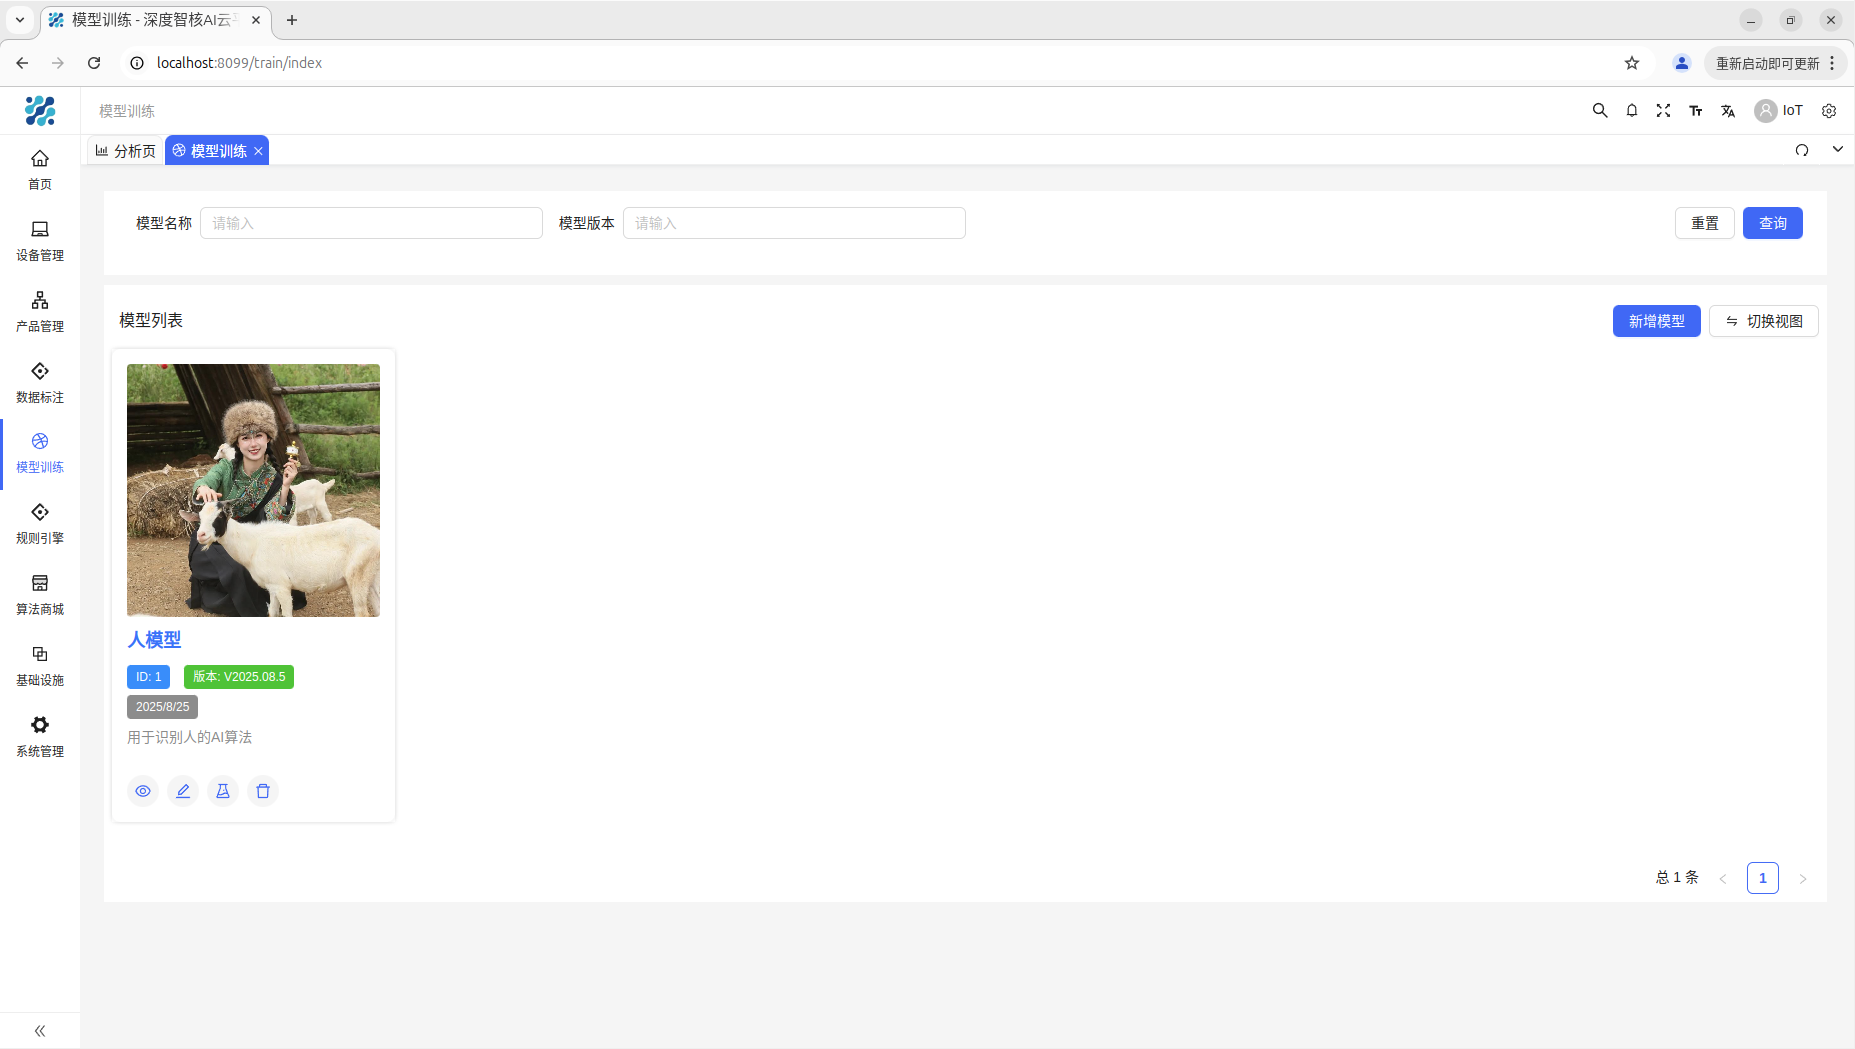 模型训练 - 深度智核AI云
localhost:8099/train/index
重新启动即可更新
模型训练
IoT
分析页
模型训练
首页
设备管理
产品管理
数据标注
模型训练
规则引擎
算法商城
基础设施
系统管理
模型名称 请输入 模型版本 请输入 重置 查询
模型列表 新增模型 切换视图
人模型
ID: 1 版本: V2025.08.5
2025/8/25
用于识别人的AI算法
总 1 条 1